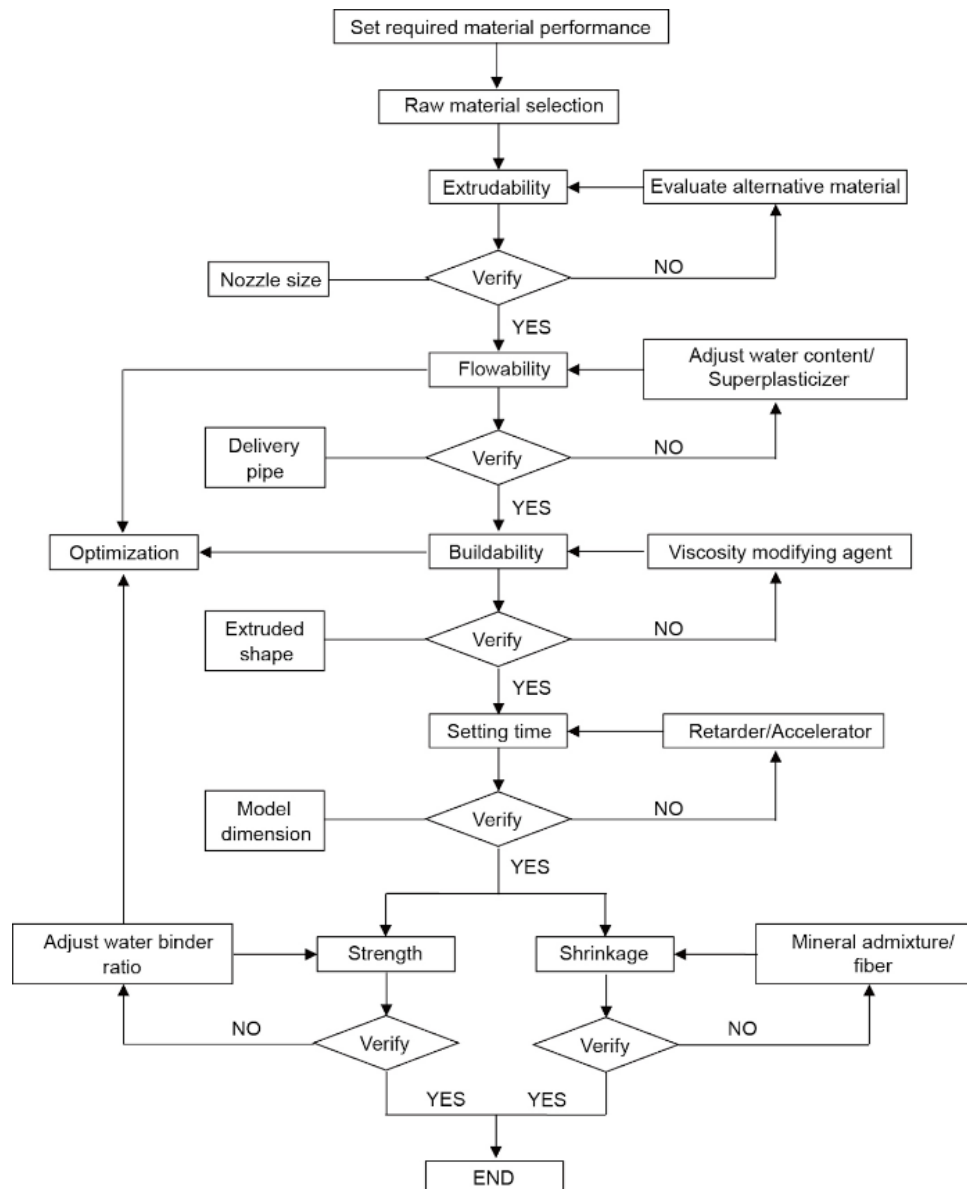 Set required material performance
Raw material selection
Extrudability
Evaluate alternative material
Nozzle size
Verify
NO
YES
Flowability
Adjust water content/
Superplasticizer
Delivery
pipe
Verify
NO
YES
Optimization
Buildability
Viscosity modifying agent
Extruded
shape
Verify
NO
YES
Setting time
Retarder/Accelerator
Model
dimension
Verify
NO
YES
Adjust water binder
ratio
Strength
Shrinkage
Mineral admixture/
fiber
NO
Verify
Verify
NO
YES
YES
END